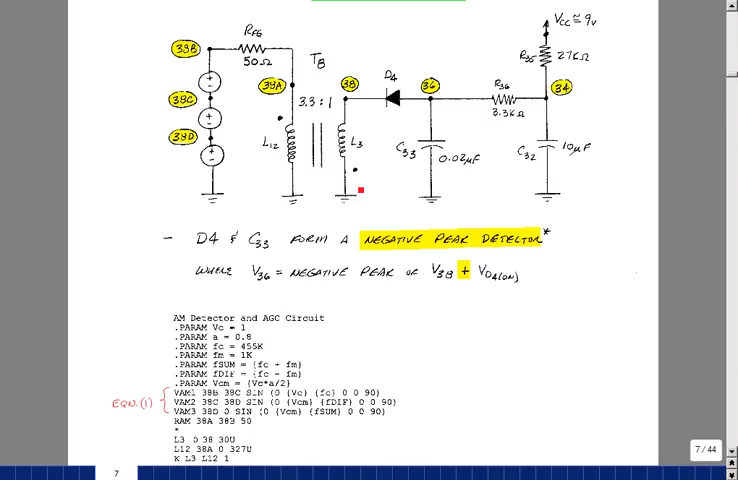 Vcc ≅ 9V
RFG
38B
50Ω
T8
R35
27KΩ
38A
38
D4
36
R36
34
38C
3.3 : 1
3.3KΩ
38D
L12
L3
C33
0.02µF
C32
10µF
- D4 & C33 FORM A NEGATIVE PEAK DETECTOR*
WHERE V36 = NEGATIVE PEAK OF V38 + VD4(ON)
AM Detector and AGC Circuit
.PARAM Vc = 1
.PARAM a = 0.8
.PARAM fc = 455K
.PARAM fm = 1K
.PARAM fSUM = {fc + fm}
.PARAM fDIF = {fc - fm}
.PARAM Vcm = {Vc*a/2}
VAM1 38B 38C SIN (0 {Vc} {fc} 0 0 90)
EQN.(1)
VAM2 38C 38D SIN (0 {Vcm} {fDIF} 0 0 90)
VAM3 38D 0 SIN (0 {Vcm} {fSUM} 0 0 90)
RAM 38A 38B 50
*
L3 0 38 30U
L12 38A 0 327U
K L3 L12 1
7 / 44
7